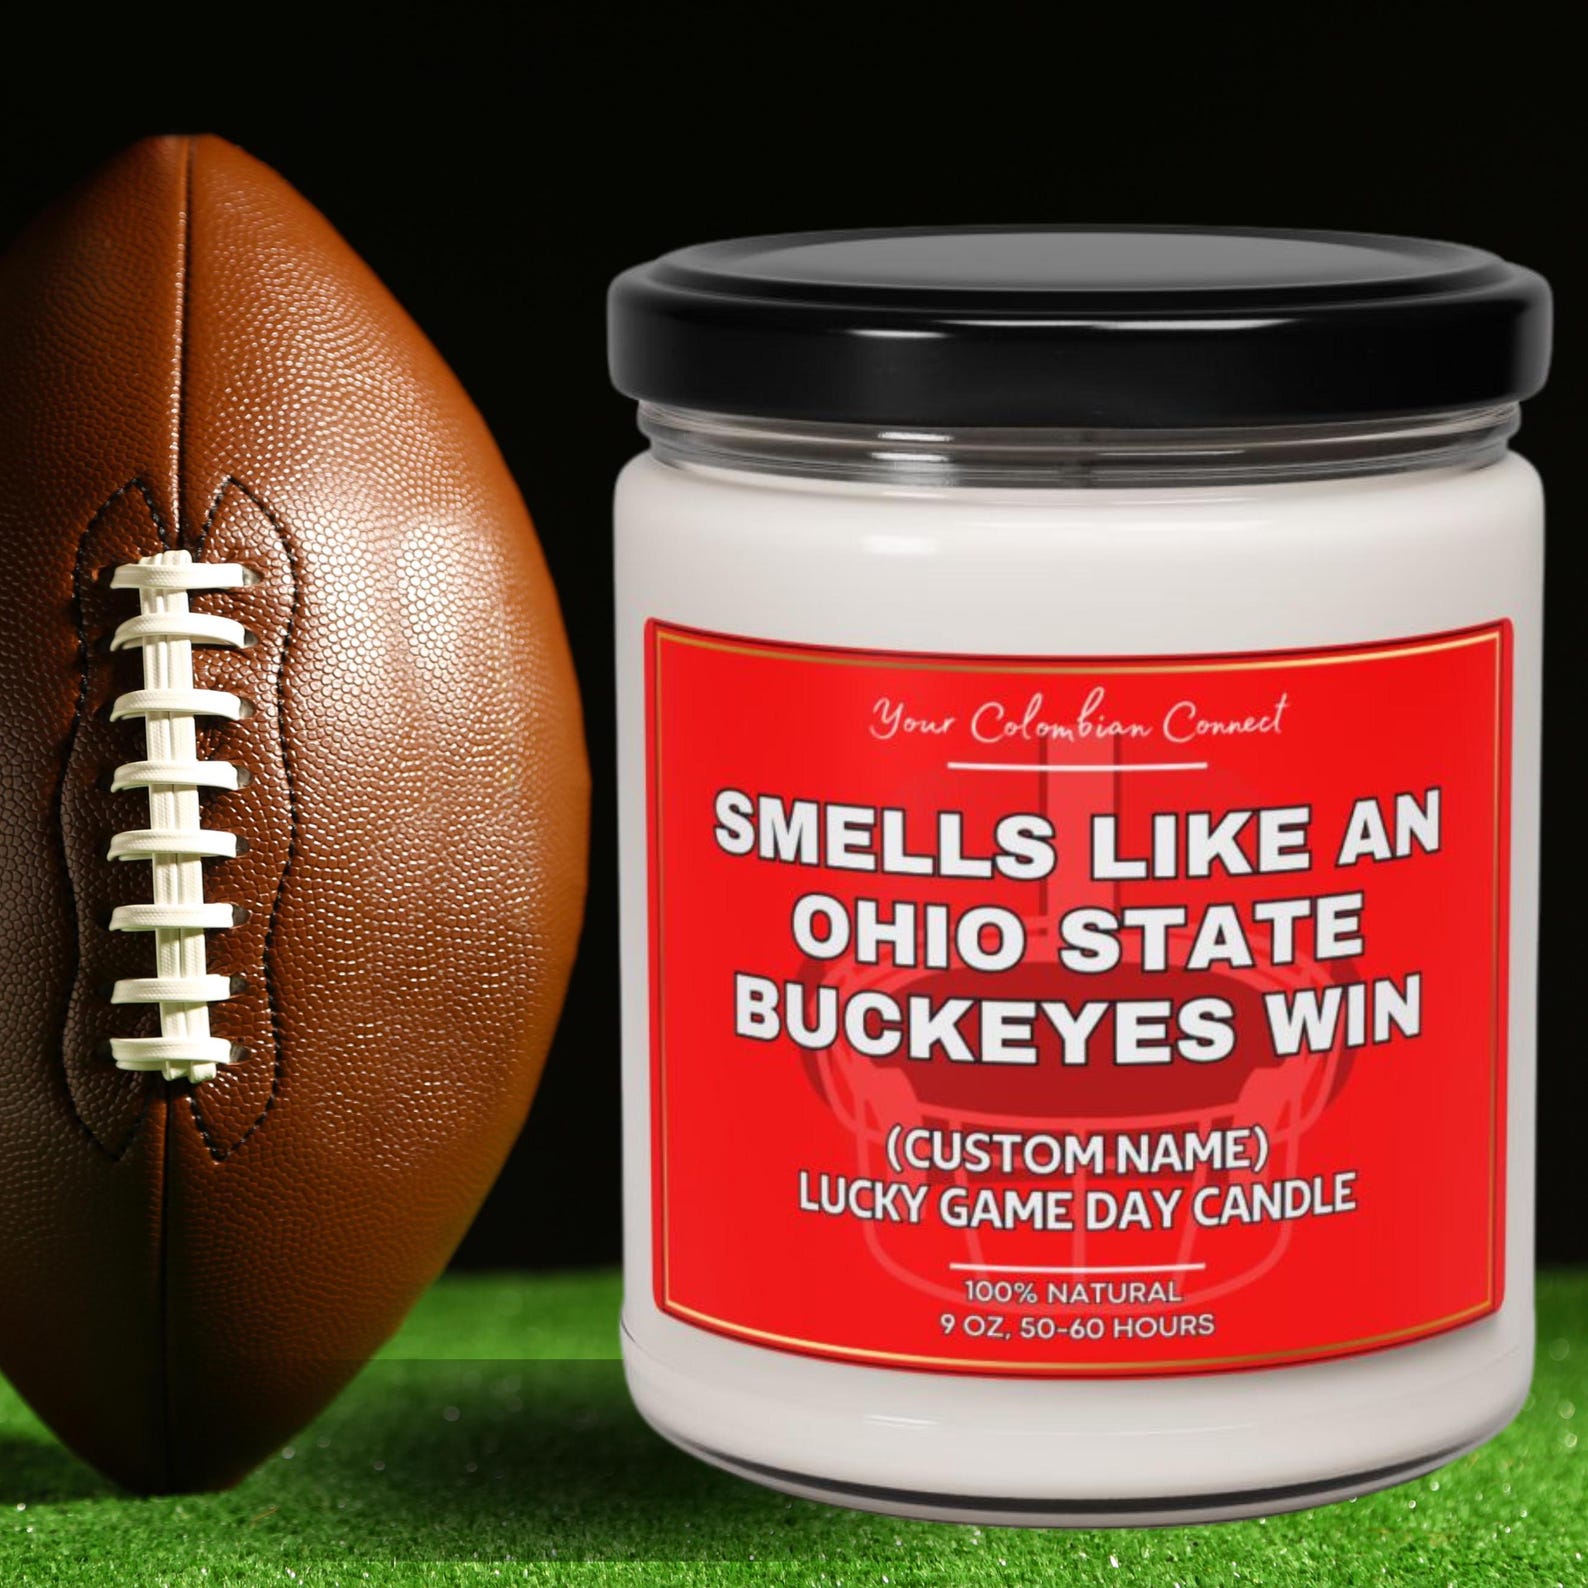 Your Colombian Connect
SMELLS LIKE AN
OHIO STATE
BUCKEYES WIN
(CUSTOM NAME)
LUCKY GAME DAY CANDLE
100% NATURAL
9 OZ, 50-60 HOURS